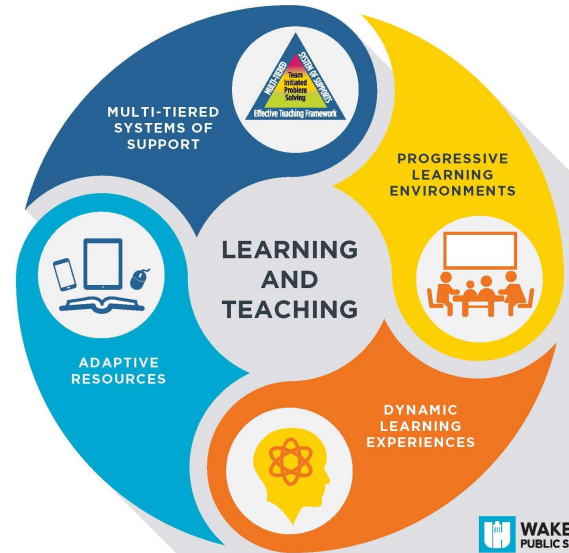 MULTI-TIERED
SYSTEMS OF
SUPPORT
MULTI-TIERED
SYSTEM OF SUPPORTS
Team
Initiated
Problem
Solving
Effective Teaching Framework
PROGRESSIVE
LEARNING
ENVIRONMENTS
LEARNING
AND
TEACHING
ADAPTIVE
RESOURCES
DYNAMIC
LEARNING
EXPERIENCES
WAKE
PUBLIC S